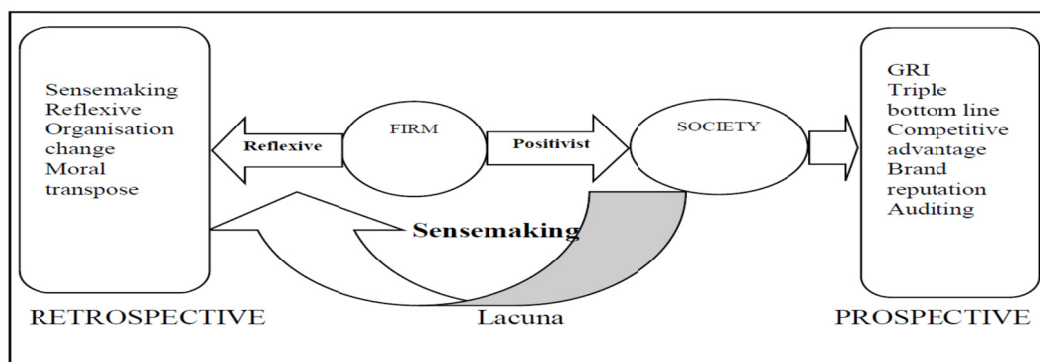 Sensemaking
Reflexive
Organisation
change
Moral
transpose
RETROSPECTIVE
Reflexive
FIRM
Positivist
SOCIETY
Sensemaking
Lacuna
GRI
Triple
bottom line
Competitive
advantage
Brand
reputation
Auditing
PROSPECTIVE